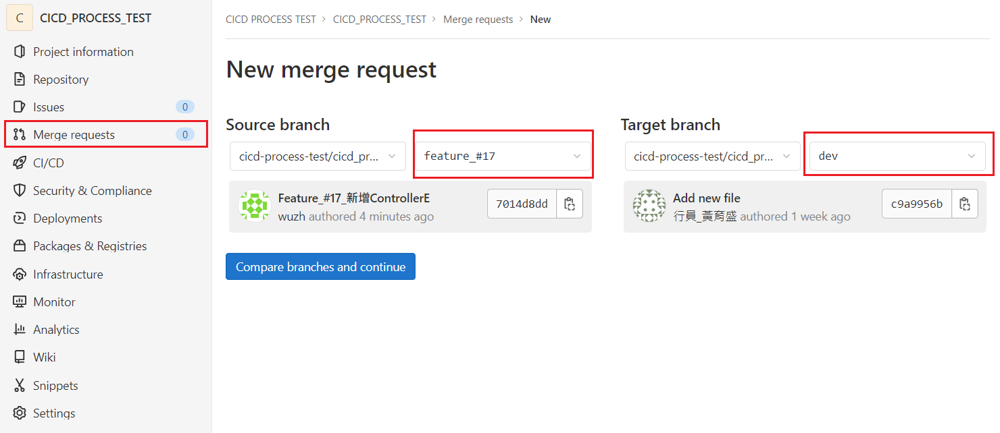 C CICD_PROCESS_TEST
Project information
Repository
Issues 0
Merge requests 0
CI/CD
Security & Compliance
Deployments
Packages & Registries
Infrastructure
Monitor
Analytics
Wiki
Snippets
Settings
CICD PROCESS TEST > CICD_PROCESS_TEST > Merge requests > New
New merge request
Source branch
cicd-process-test/cicd_pr... feature_#17
Feature_#17_新增ControllerE
wuzh authored 4 minutes ago
7014d8dd
Target branch
cicd-process-test/cicd_pr... dev
Add new file
行員_黃育盛 authored 1 week ago
c9a9956b
Compare branches and continue